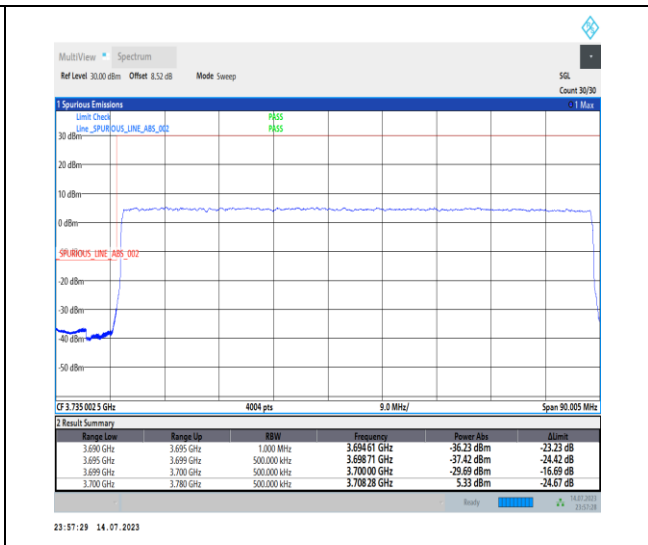 MultiView Spectrum
Ref Level 30.00 dBm Offset 8.52 dB Mode Sweep SGL
Count 30/30
1 Spurious Emissions 1 Max
Limit Check PASS
Line _SPURIOUS_LINE_ABS_002 PASS
30 dBm
20 dBm
10 dBm
0 dBm
_SPURIOUS_LINE_ABS_002
-20 dBm
-30 dBm
-40 dBm
-50 dBm
CF 3.735 002 5 GHz 4004 pts 9.0 MHz/ Span 90.005 MHz
2 Result Summary
Range Low Range Up RBW Frequency Power Abs ΔLimit
3.690 GHz 3.695 GHz 1.000 MHz 3.694 61 GHz -36.23 dBm -23.23 dB
3.695 GHz 3.699 GHz 500.000 kHz 3.698 71 GHz -37.42 dBm -24.42 dB
3.699 GHz 3.700 GHz 500.000 kHz 3.700 00 GHz -29.69 dBm -16.69 dB
3.700 GHz 3.780 GHz 500.000 kHz 3.708 28 GHz 5.33 dBm -24.67 dB
Ready 14.07.2023
23:57:28
23:57:29 14.07.2023